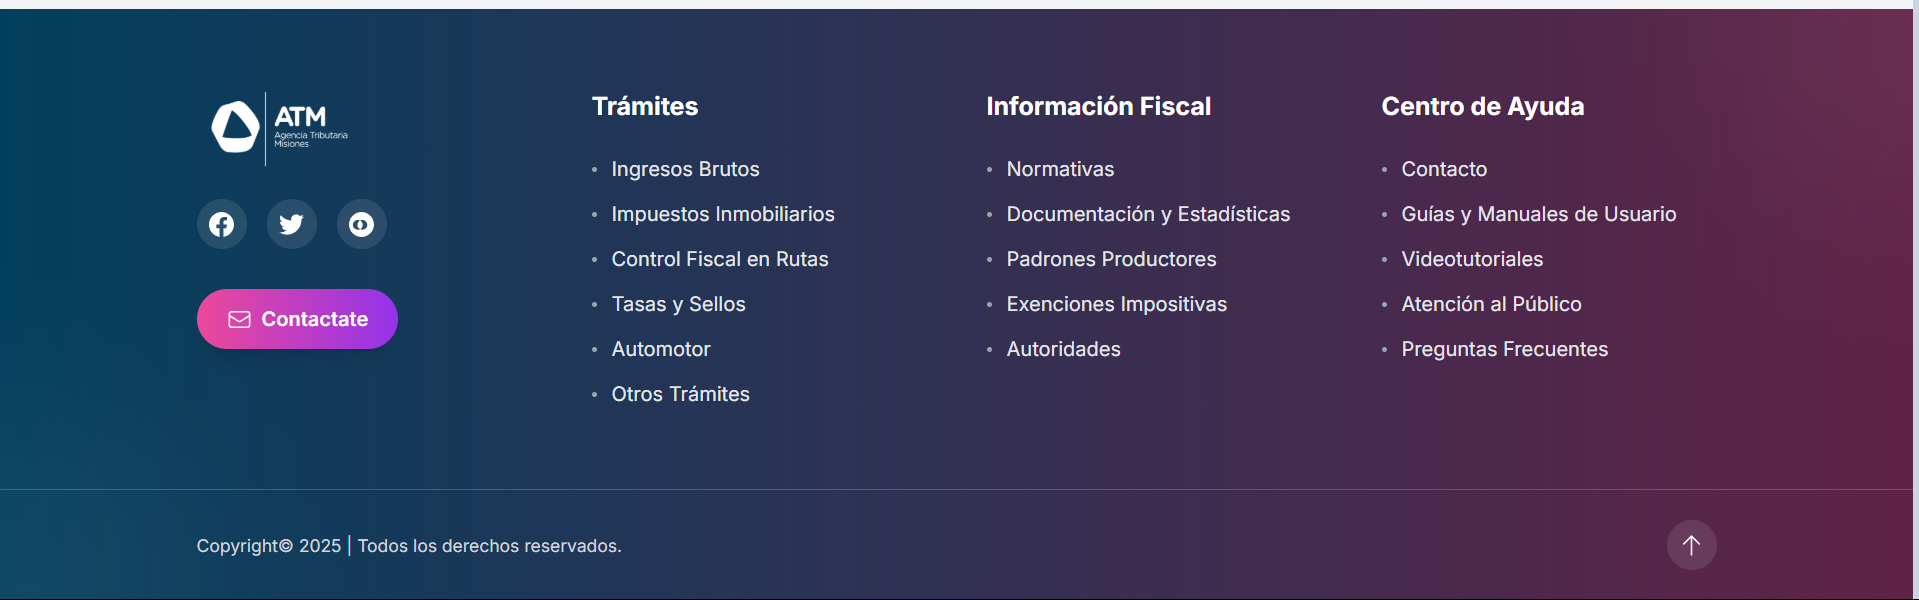 ATM
Agencia Tributaria
Misiones
Contactate
Trámites
Ingresos Brutos
Impuestos Inmobiliarios
Control Fiscal en Rutas
Tasas y Sellos
Automotor
Otros Trámites
Información Fiscal
Normativas
Documentación y Estadísticas
Padrones Productores
Exenciones Impositivas
Autoridades
Centro de Ayuda
Contacto
Guías y Manuales de Usuario
Videotutoriales
Atención al Público
Preguntas Frecuentes
Copyright© 2025 | Todos los derechos reservados.